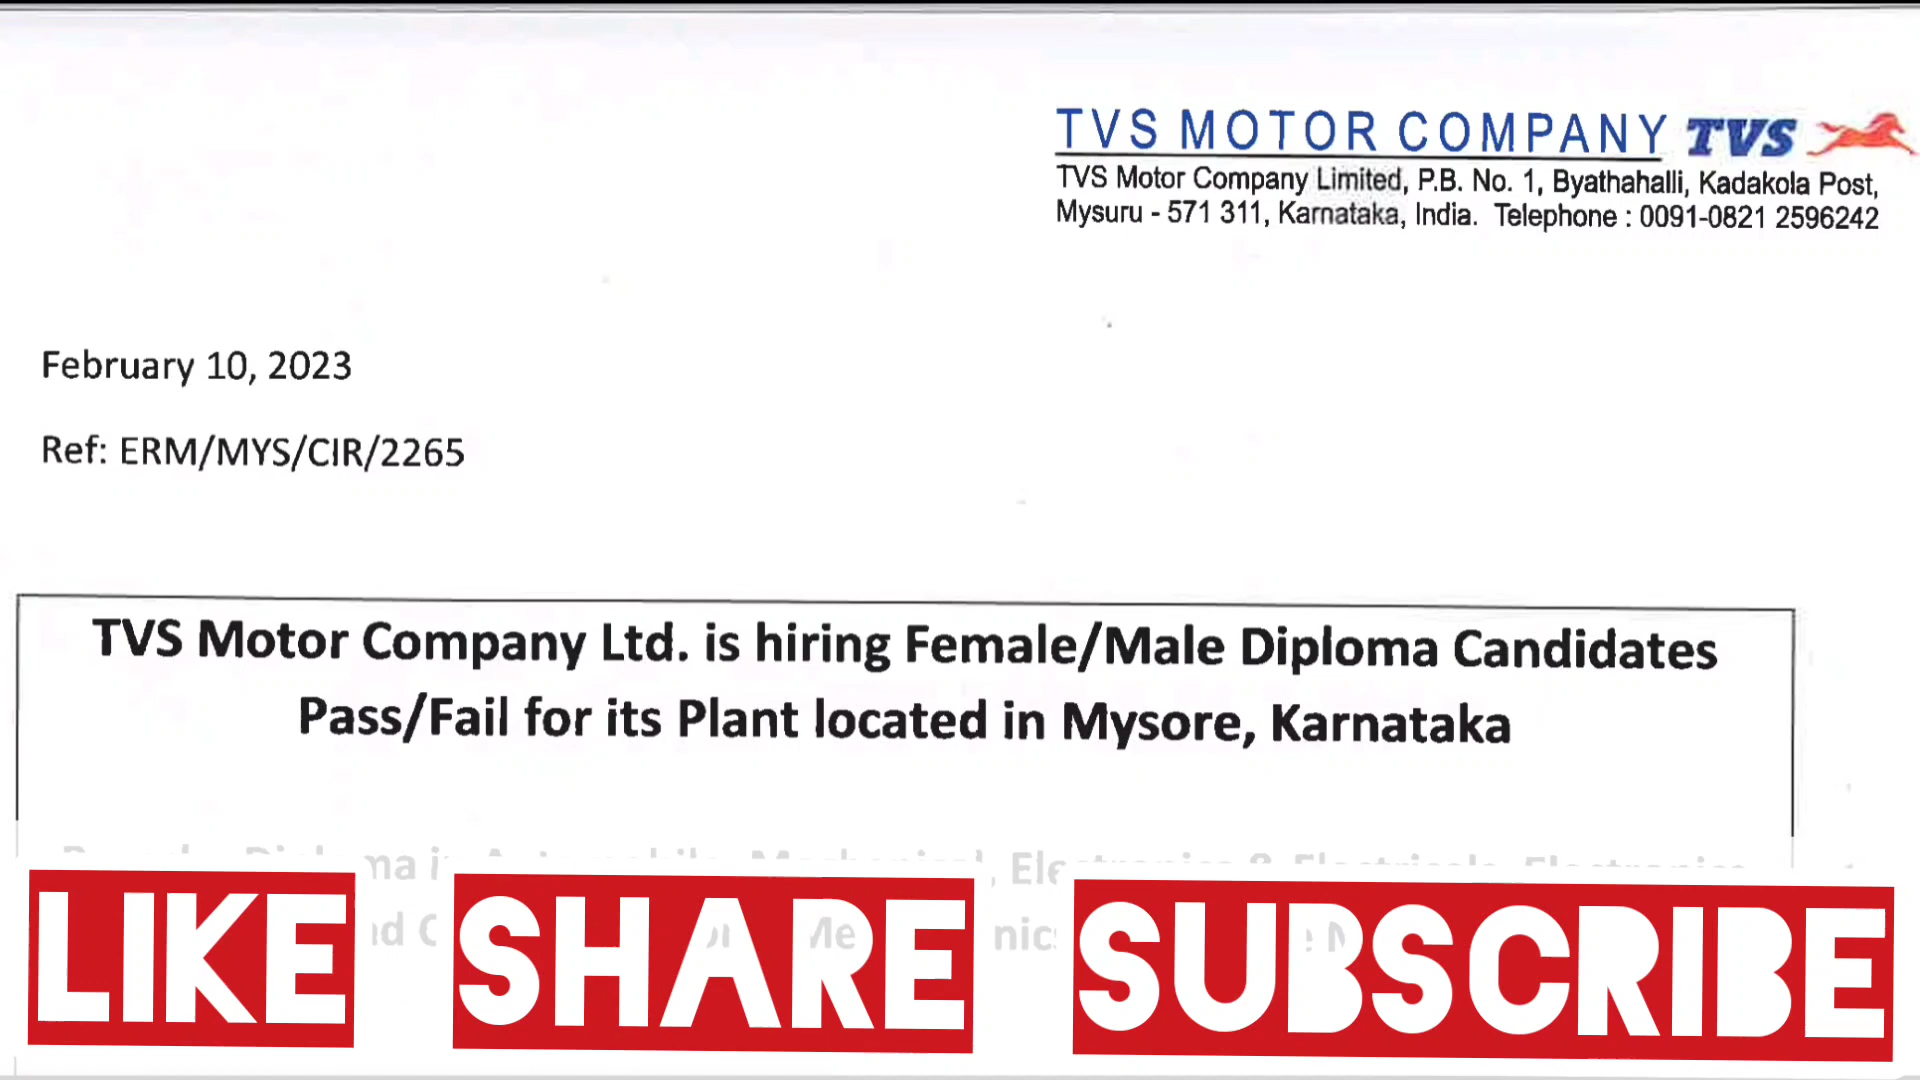 TVS MOTOR COMPANY TVS
TVS Motor Company Limited, P.B. No. 1, Byathahalli, Kadakola Post,
Mysuru - 571 311, Karnataka, India. Telephone : 0091-0821 2596242
February 10, 2023
Ref: ERM/MYS/CIR/2265
TVS Motor Company Ltd. is hiring Female/Male Diploma Candidates
Pass/Fail for its Plant located in Mysore, Karnataka
LIKE SHARE SUBSCRIBE